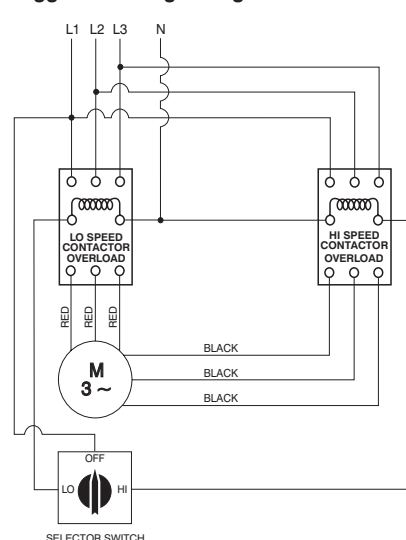 L1 L2 L3 N
LO SPEED
CONTACTOR
OVERLOAD
HI SPEED
CONTACTOR
OVERLOAD
RED RED RED
M
3 ~
BLACK
BLACK
BLACK
OFF
LO HI
SELECTOR SWITCH